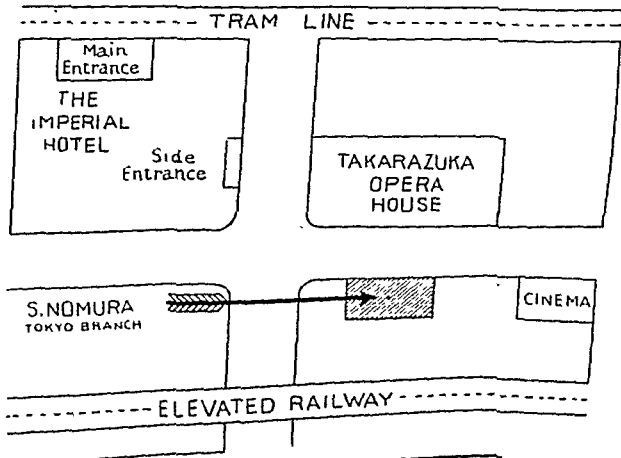 TRAM LINE
Main
Entrance
THE
IMPERIAL
HOTEL
Side
Entrance
TAKARAZUKA
OPERA
HOUSE
S. NOMURA
TOKYO BRANCH
CINEMA
ELEVATED RAILWAY